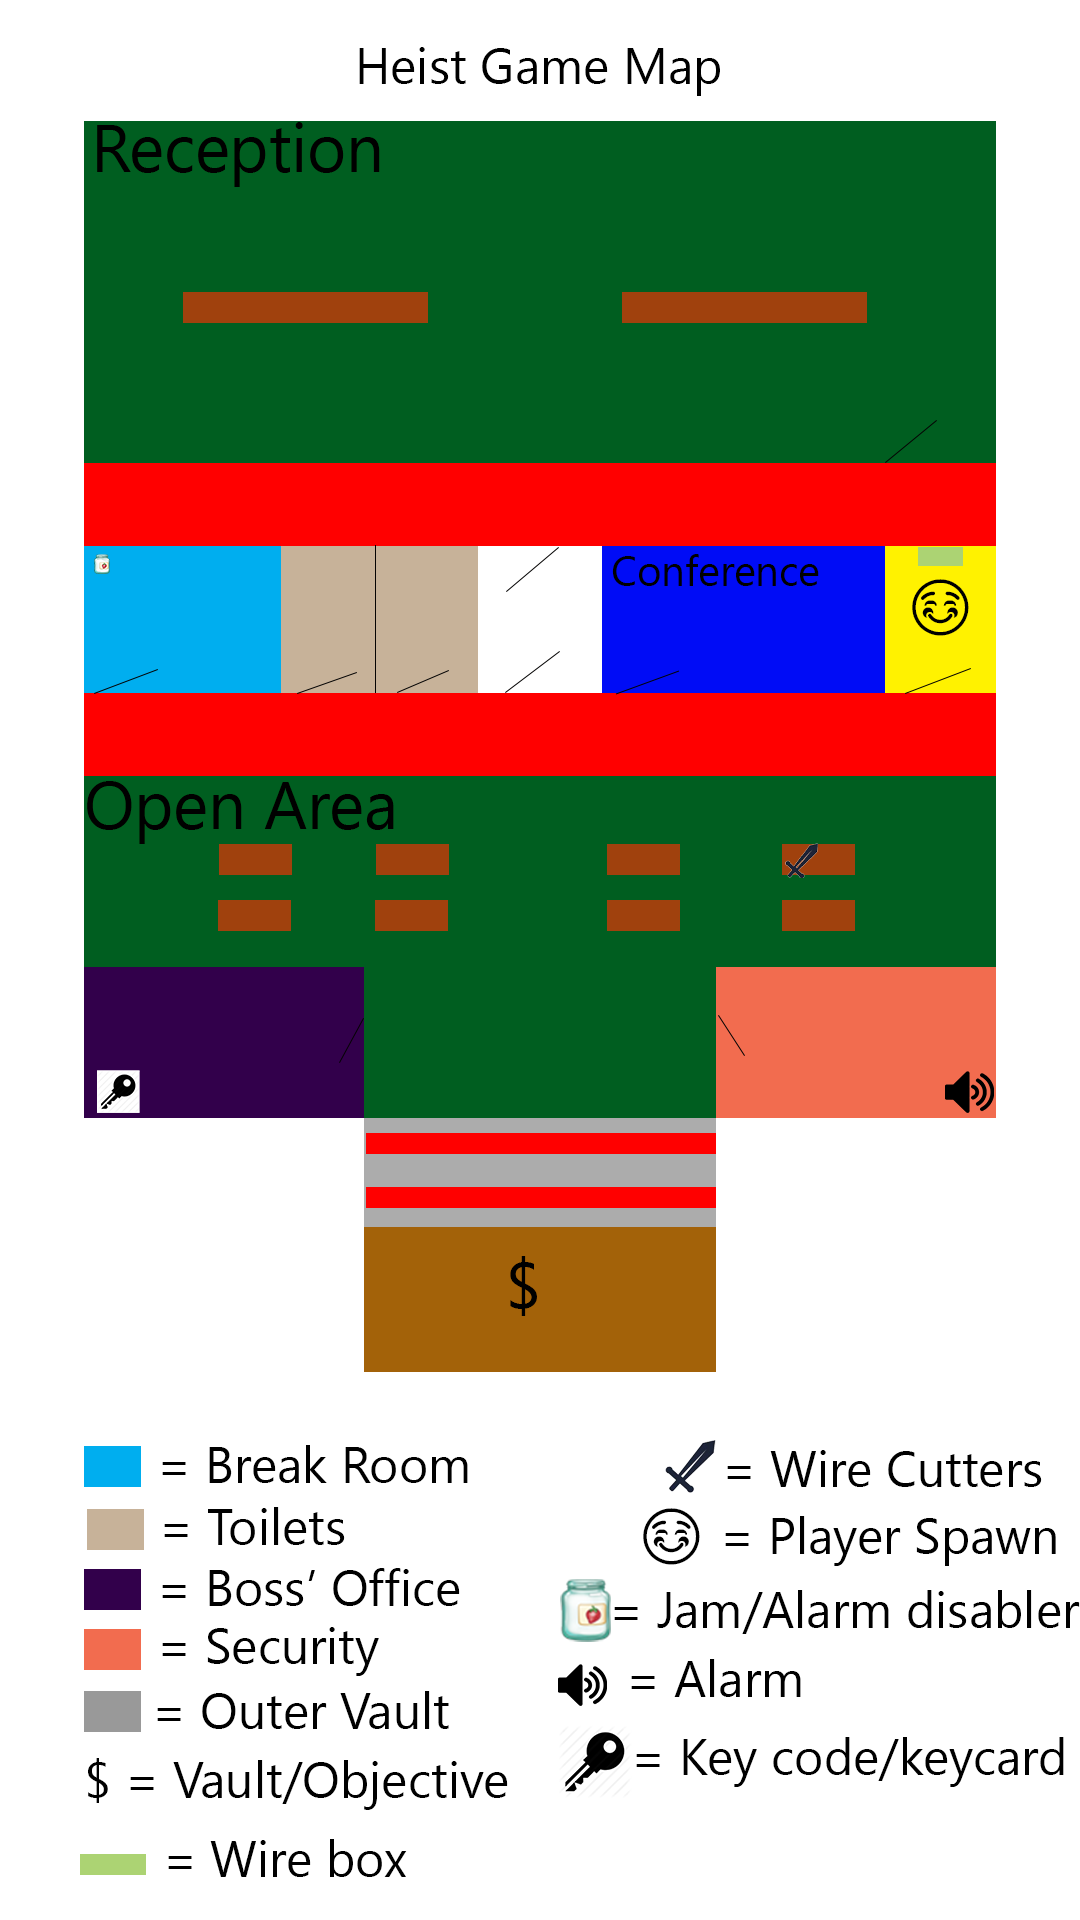 Heist Game Map
Reception
Conference
Open Area
$
= Break Room
= Toilets
= Boss’ Office
= Security
= Outer Vault
$ = Vault/Objective
= Wire box
= Wire Cutters
= Player Spawn
= Jam/Alarm disabler
= Alarm
= Key code/keycard